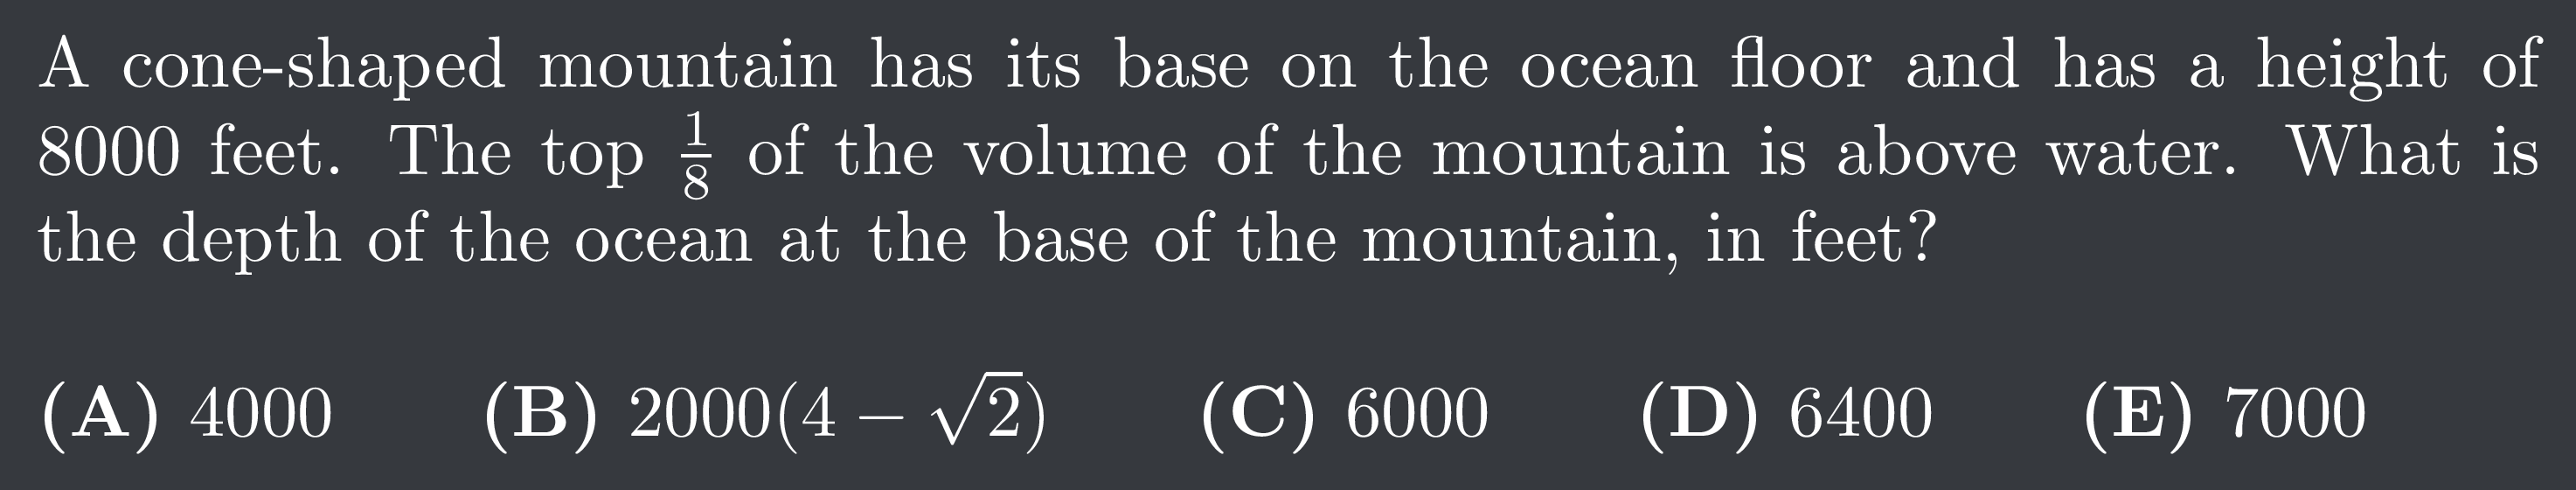 A cone-shaped mountain has its base on the ocean floor and has a height of
8000 feet. The top $\frac{1}{8}$ of the volume of the mountain is above water. What is
the depth of the ocean at the base of the mountain, in feet?
(A) 4000 (B) $2000(4 - \sqrt{2})$ (C) 6000 (D) 6400 (E) 7000